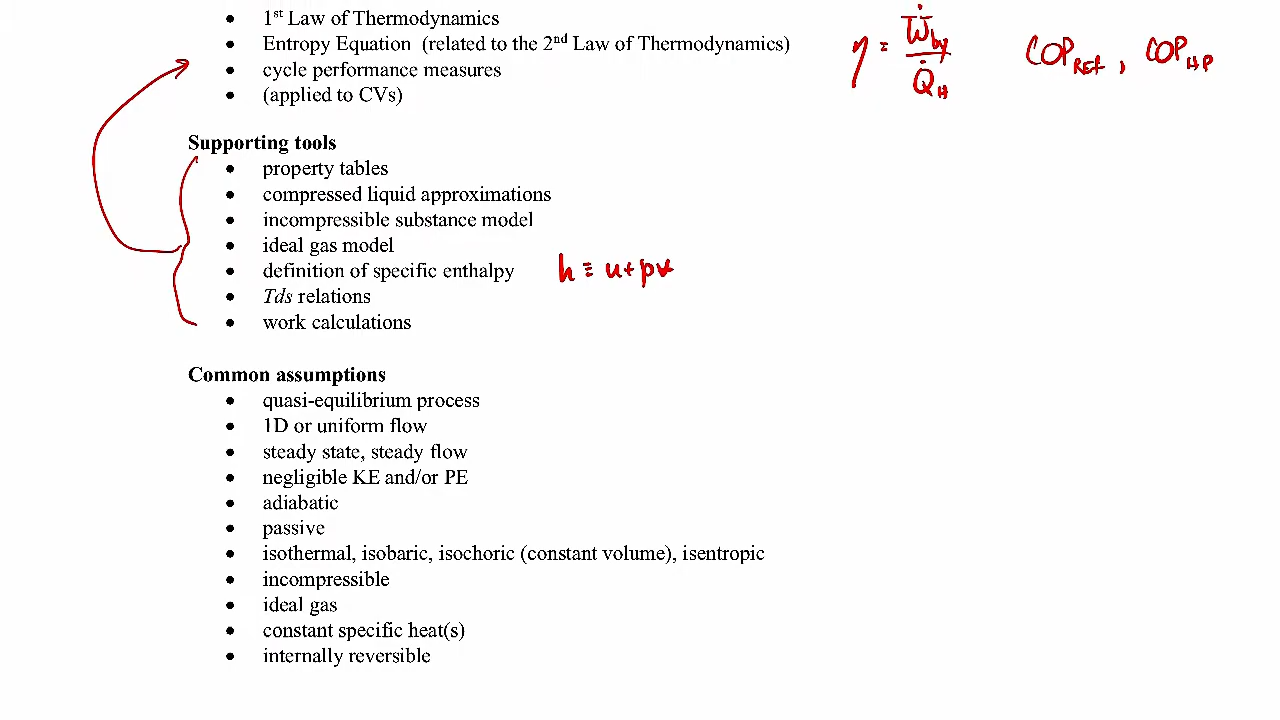 • 1st Law of Thermodynamics
• Entropy Equation (related to the 2nd Law of Thermodynamics)
• cycle performance measures
• (applied to CVs)
η = Ẇby / Q̇H COPREF, COPHP
Supporting tools
• property tables
• compressed liquid approximations
• incompressible substance model
• ideal gas model
• definition of specific enthalpy h ≡ u+pv
• Tds relations
• work calculations
Common assumptions
• quasi-equilibrium process
• 1D or uniform flow
• steady state, steady flow
• negligible KE and/or PE
• adiabatic
• passive
• isothermal, isobaric, isochoric (constant volume), isentropic
• incompressible
• ideal gas
• constant specific heat(s)
• internally reversible